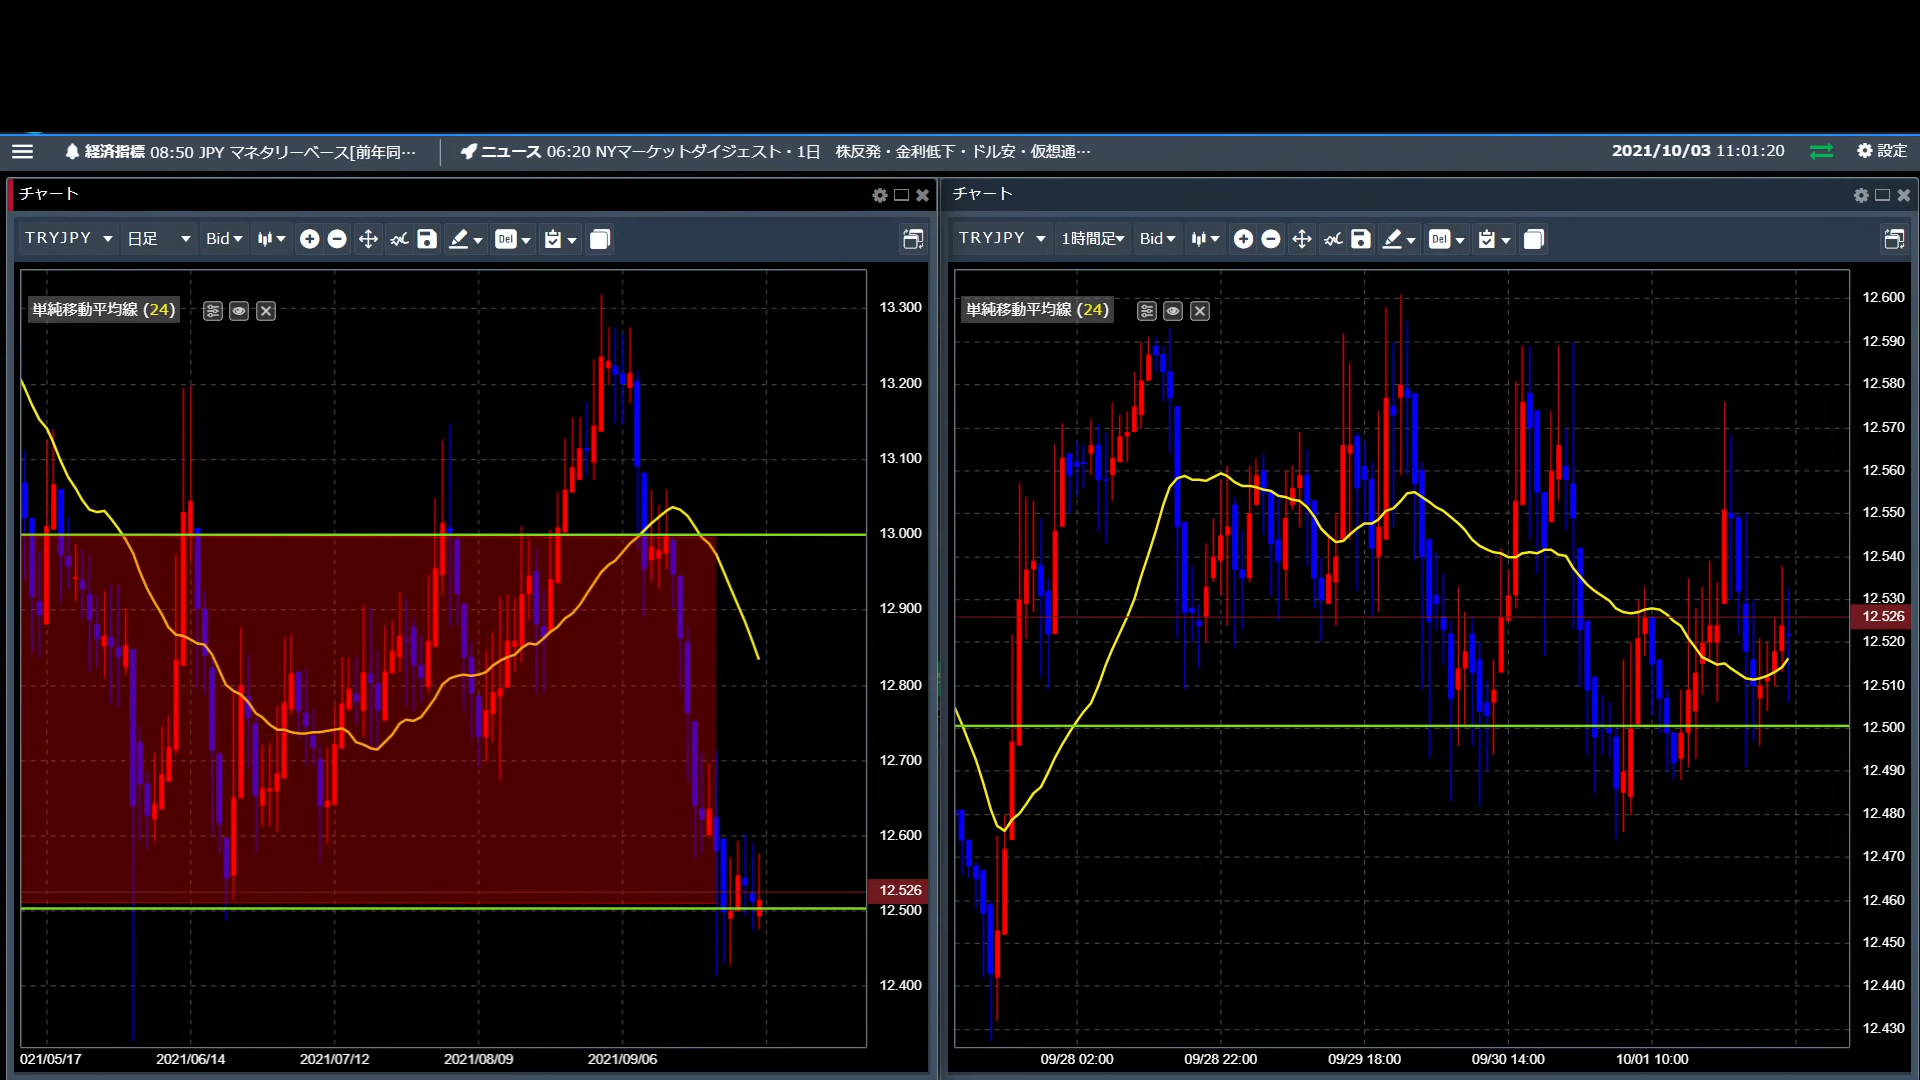 経済指標 08:50 JPY マネタリーベース[前年同…
ニュース 06:20 NYマーケットダイジェスト・1日 株反発・金利低下・ドル安・仮想通…
2021/10/03 11:01:20
設定
チャート
TRYJPY 日足 Bid Del
単純移動平均線 (24)
13.300
13.200
13.100
13.000
12.900
12.800
12.700
12.600
12.526
12.500
12.400
021/05/17 2021/06/14 2021/07/12 2021/08/09 2021/09/06
チャート
TRYJPY 1時間足 Bid Del
単純移動平均線 (24)
12.600
12.590
12.580
12.570
12.560
12.550
12.540
12.530
12.526
12.520
12.510
12.500
12.490
12.480
12.470
12.460
12.450
12.440
12.430
09/28 02:00 09/28 22:00 09/29 18:00 09/30 14:00 10/01 10:00